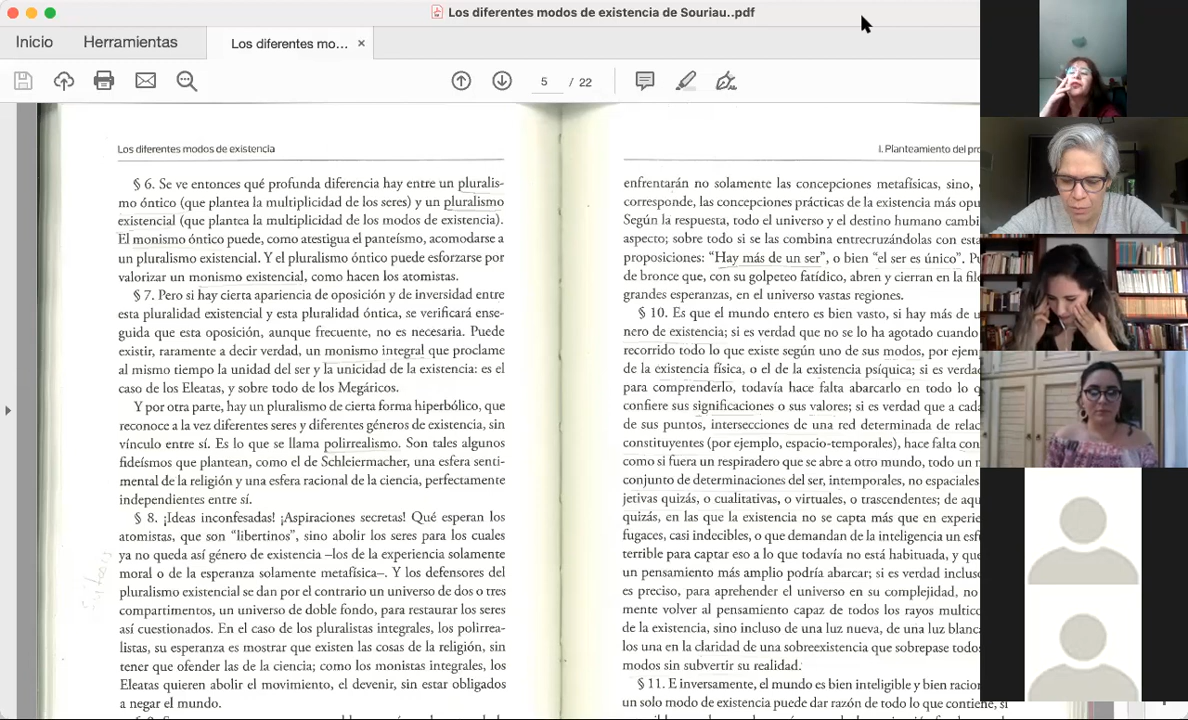 Los diferentes modos de existencia de Souriau..pdf
Inicio
Herramientas
Los diferentes mo...
5 / 22
Los diferentes modos de existencia
§ 6. Se ve entonces qué profunda diferencia hay entre un pluralis-
mo óntico (que plantea la multiplicidad de los seres) y un pluralismo
existencial (que plantea la multiplicidad de los modos de existencia).
El monismo óntico puede, como atestigua el panteísmo, acomodarse a
un pluralismo existencial. Y el pluralismo óntico puede esforzarse por
valorizar un monismo existencial, como hacen los atomistas.
§ 7. Pero si hay cierta apariencia de oposición y de inversidad entre
esta pluralidad existencial y esta pluralidad óntica, se verificará ense-
guida que esta oposición, aunque frecuente, no es necesaria. Puede
existir, raramente a decir verdad, un monismo integral que proclame
al mismo tiempo la unidad del ser y la unicidad de la existencia: es el
caso de los Eleatas, y sobre todo de los Megáricos.
Y por otra parte, hay un pluralismo de cierta forma hiperbólico, que
reconoce a la vez diferentes seres y diferentes géneros de existencia, sin
vínculo entre sí. Es lo que se llama polirrealismo. Son tales algunos
fideísmos que plantean, como el de Schleiermacher, una esfera senti-
mental de la religión y una esfera racional de la ciencia, perfectamente
independientes entre sí.
§ 8. ¡Ideas inconfesadas! ¡Aspiraciones secretas! Qué esperan los
atomistas, que son “libertinos”, sino abolir los seres para los cuales
ya no queda así género de existencia –los de la experiencia solamente
moral o de la esperanza solamente metafísica–. Y los defensores del
pluralismo existencial se dan por el contrario un universo de dos o tres
compartimentos, un universo de doble fondo, para restaurar los seres
así cuestionados. En el caso de los pluralistas integrales, los polirrea-
listas, su esperanza es mostrar que existen las cosas de la religión, sin
tener que ofender las de la ciencia; como los monistas integrales, los
Eleatas quieren abolir el movimiento, el devenir, sin estar obligados
a negar el mundo.
I. Planteamiento del
enfrentarán no solamente las concepciones metafísicas, sino,
corresponde, las concepciones prácticas de la existencia más
Según la respuesta, todo el universo y el destino humano
aspecto; sobre todo si se las combina entrecruzándolas con
proposiciones: “Hay más de un ser”, o bien “el ser es único”.
de bronce que, con su golpeteo fatídico, abren y cierran en la
grandes esperanzas, en el universo vastas regiones.
§ 10. Es que el mundo entero es bien vasto, si hay más de
nero de existencia; si es verdad que no se lo ha agotado cuando
recorrido todo lo que existe según uno de sus modos, por
de la existencia física, o el de la existencia psíquica; si es
para comprenderlo, todavía hace falta abarcarlo en todo lo
confiere sus significaciones o sus valores; si es verdad que a
de sus puntos, intersecciones de una red determinada de
constituyentes (por ejemplo, espacio-temporales), hace falta
como si fuera un respiradero que se abre a otro mundo, todo un
conjunto de determinaciones del ser, intemporales, no espaciales
jetivas quizás, o cualitativas, o virtuales, o trascendentes; de
quizás, en las que la existencia no se capta más que en
fugaces, casi indecibles, o que demandan de la inteligencia un
terrible para captar eso a lo que todavía no está habituada, y
un pensamiento más amplio podría abarcar; si es verdad
es preciso, para aprehender el universo en su complejidad, no
mente volver al pensamiento capaz de todos los rayos
de la existencia, sino incluso de una luz nueva, de una luz
los una en la claridad de una sobreexistencia que sobrepase
modos sin subvertir su realidad.
§ 11. E inversamente, el mundo es bien inteligible y bien
un solo modo de existencia puede dar razón de todo lo que contiene, si